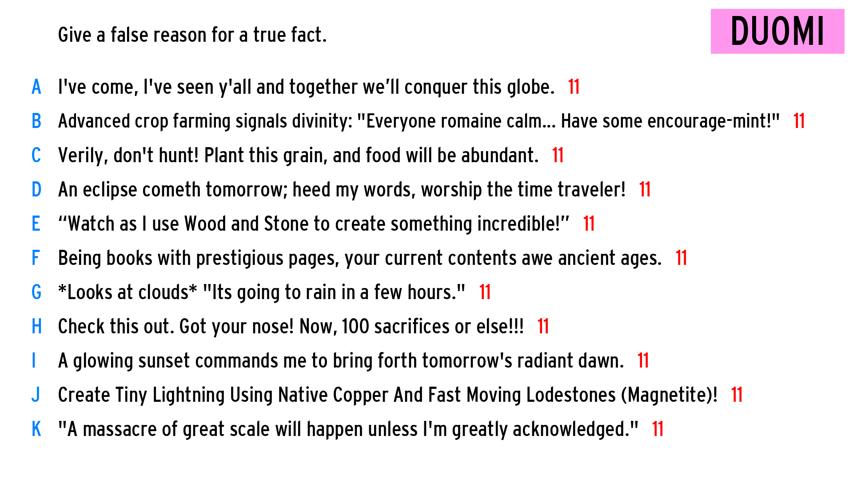 Give a false reason for a true fact.
DUOMI
A I've come, I've seen y'all and together we’ll conquer this globe. 11
B Advanced crop farming signals divinity: "Everyone romaine calm... Have some encourage-mint!" 11
C Verily, don't hunt! Plant this grain, and food will be abundant. 11
D An eclipse cometh tomorrow; heed my words, worship the time traveler! 11
E “Watch as I use Wood and Stone to create something incredible!” 11
F Being books with prestigious pages, your current contents awe ancient ages. 11
G *Looks at clouds* "Its going to rain in a few hours." 11
H Check this out. Got your nose! Now, 100 sacrifices or else!!! 11
I A glowing sunset commands me to bring forth tomorrow's radiant dawn. 11
J Create Tiny Lightning Using Native Copper And Fast Moving Lodestones (Magnetite)! 11
K "A massacre of great scale will happen unless I'm greatly acknowledged." 11